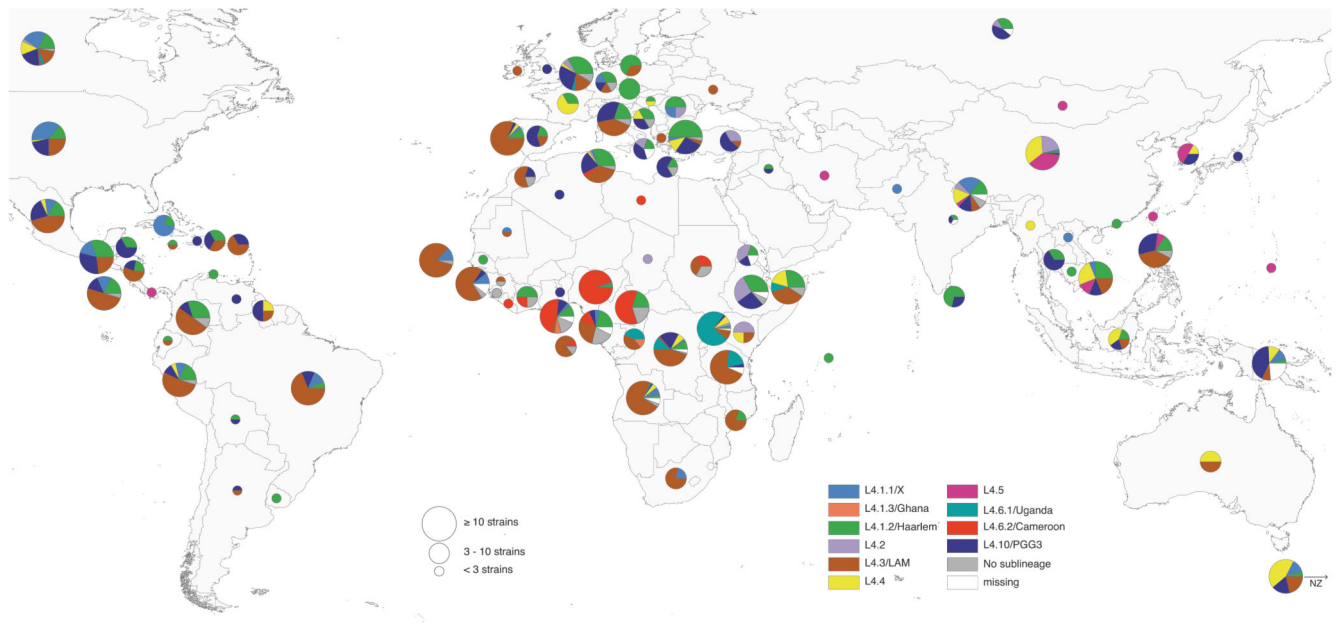 ≥ 10 strains
3 - 10 strains
< 3 strains
L4.1.1/X
L4.1.3/Ghana
L4.1.2/Haarlem
L4.2
L4.3/LAM
L4.4
L4.5
L4.6.1/Uganda
L4.6.2/Cameroon
L4.10/PGG3
No sublineage
missing
NZ